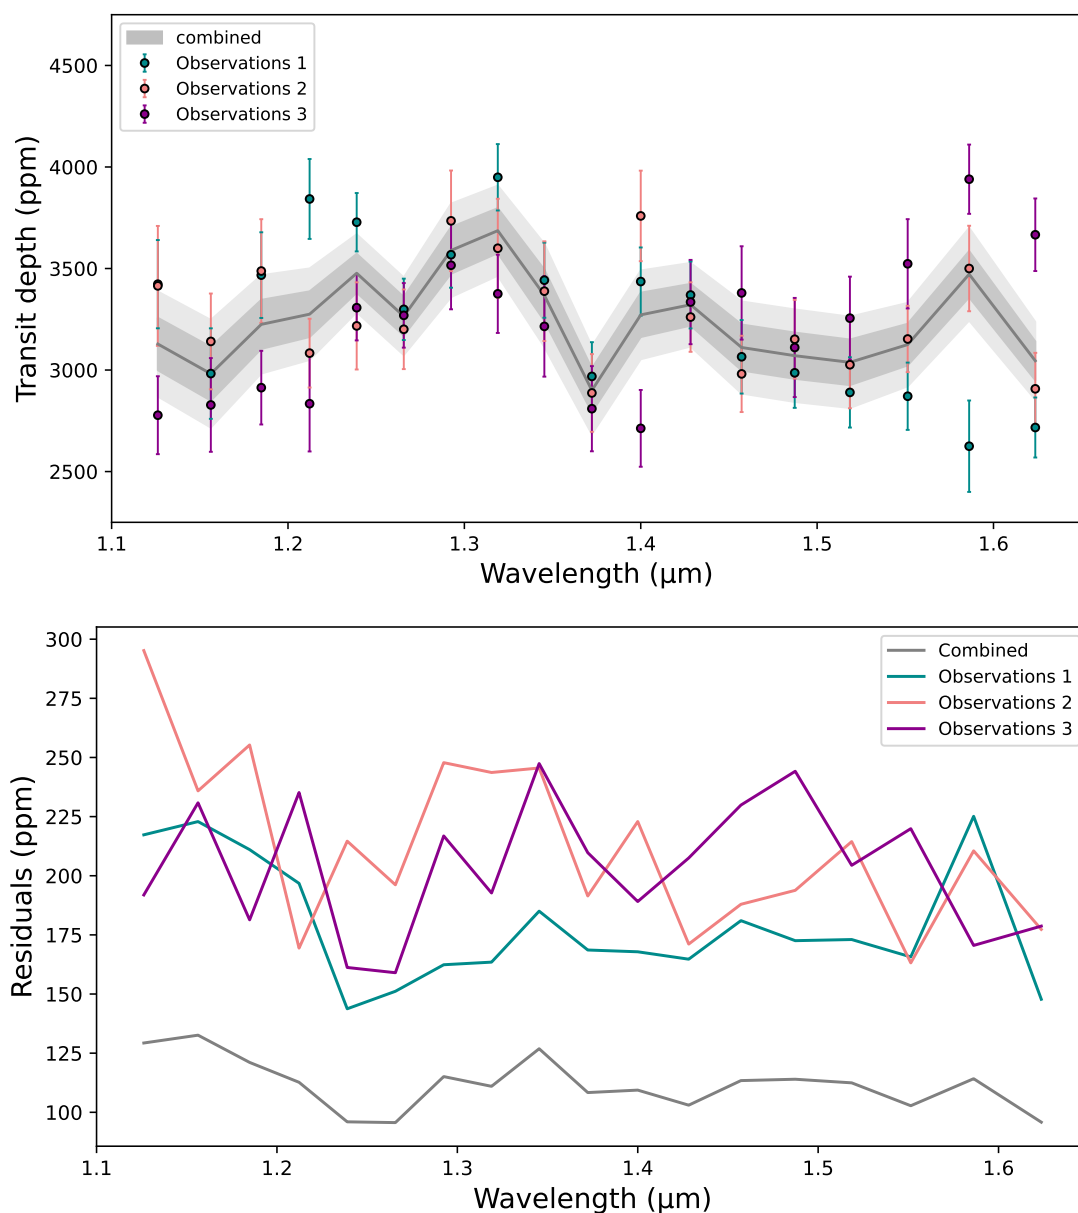 Transit depth (ppm)
4500
4000
3500
3000
2500
combined
Observations 1
Observations 2
Observations 3
1.1 1.2 1.3 1.4 1.5 1.6
Wavelength (μm)
Residuals (ppm)
300
275
250
225
200
175
150
125
100
Combined
Observations 1
Observations 2
Observations 3
1.1 1.2 1.3 1.4 1.5 1.6
Wavelength (μm)